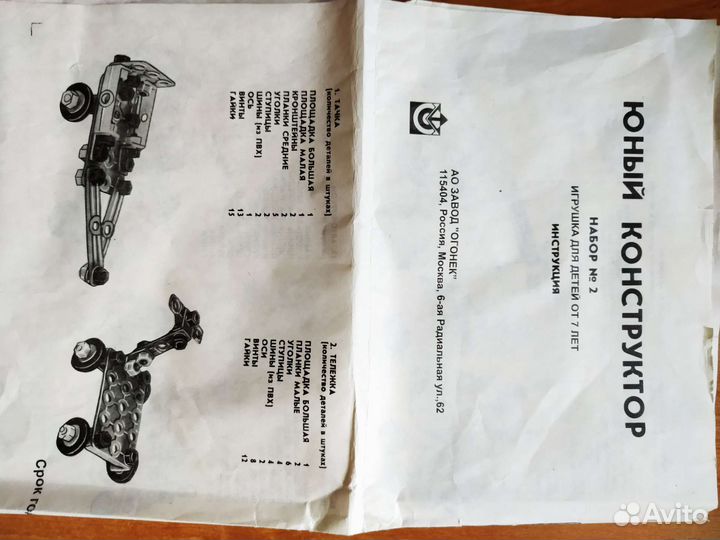 ЮНЫЙ КОНСТРУКТОР
НАБОР № 2
ИГРУШКА ДЛЯ ДЕТЕЙ ОТ 7 ЛЕТ
ИНСТРУКЦИЯ
АО ЗАВОД "ОГОНЕК"
115404, Россия, Москва, 6-ая Радиальная ул.,62
1. ТАЧКА
(количество деталей в штуках)
ПЛОЩАДКА БОЛЬШАЯ 1
ПЛОЩАДКА МАЛАЯ 1
КРОНШТЕЙНЫ 2
ПЛАНКИ СРЕДНИЕ 2
УГОЛКИ 5
СТУПИЦЫ 2
ШИНЫ (из ПВХ) 2
ОСЬ 1
ВИНТЫ 13
ГАЙКИ 15
2. ТЕЛЕЖКА
(количество деталей в штуках)
ПЛОЩАДКА БОЛЬШАЯ 1
ПЛАНКИ МАЛЫЕ 2
УГОЛКИ 6
СТУПИЦЫ 4
ШИНЫ (из ПВХ) 4
ОСИ 2
ВИНТЫ 8
ГАЙКИ 12
Срок
Avito